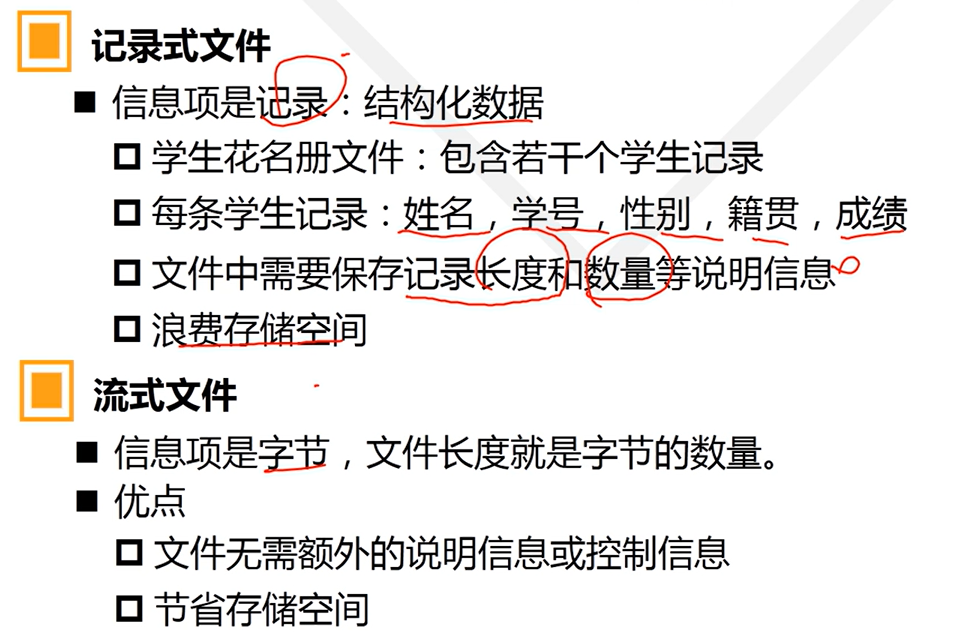 记录式文件
信息项是记录：结构化数据
学生花名册文件：包含若干个学生记录
每条学生记录：姓名，学号，性别，籍贯，成绩
文件中需要保存记录长度和数量等说明信息
浪费存储空间
流式文件
信息项是字节，文件长度就是字节的数量。
优点
文件无需额外的说明信息或控制信息
节省存储空间